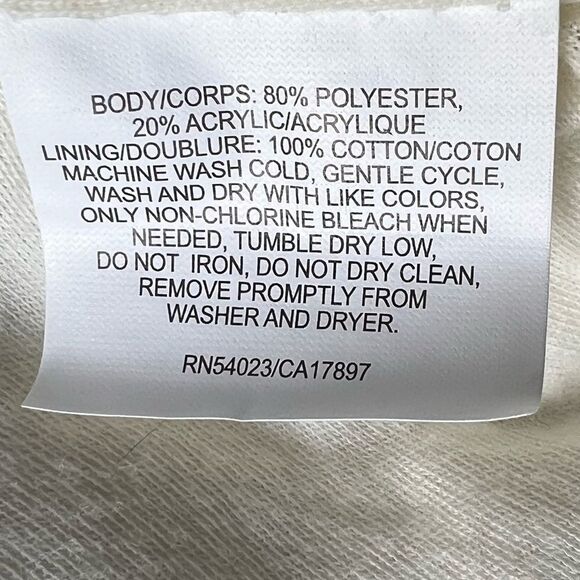 BODY/CORPS: 80% POLYESTER,
20% ACRYLIC/ACRYLIQUE
LINING/DOUBLURE: 100% COTTON/COTON
MACHINE WASH COLD, GENTLE CYCLE,
WASH AND DRY WITH LIKE COLORS,
ONLY NON-CHLORINE BLEACH WHEN
NEEDED, TUMBLE DRY LOW,
DO NOT IRON, DO NOT DRY CLEAN,
REMOVE PROMPTLY FROM
WASHER AND DRYER.
RN54023/CA17897